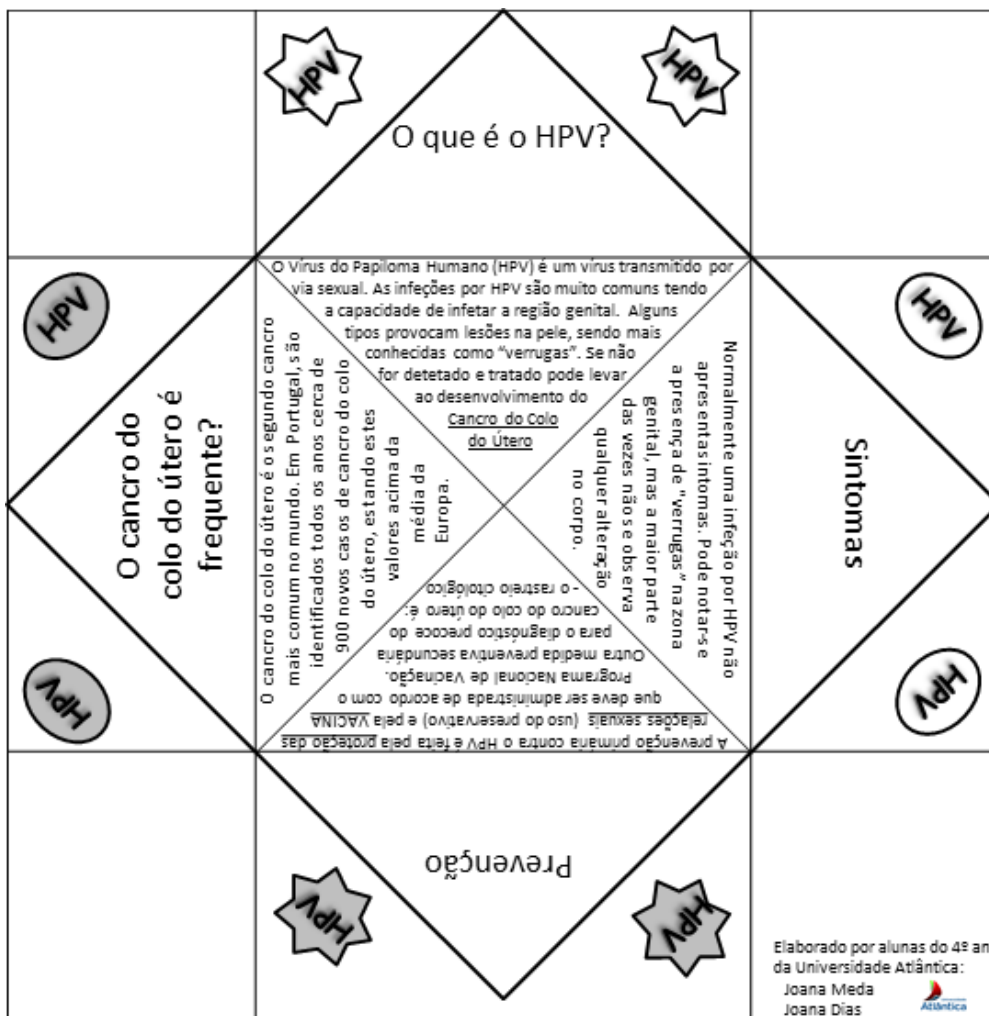 HPV
HPV
O que é o HPV?
O Vírus do Papiloma Humano (HPV) é um vírus transmitido por
via sexual. As infeções por HPV são muito comuns tendo
a capacidade de infetar a região genital. Alguns
tipos provocam lesões na pele, sendo mais
conhecidas como "verrugas". Se não
for detetado e tratado pode levar
ao desenvolvimento do
Cancro do Colo
do Útero
HPV
HPV
Sintomas
Normalmente uma infeção por HPV não
apresenta sintomas. Pode notar-se
a presença de "verrugas" na zona
genital, mas a maior parte
das vezes não se observa
qualquer alteração
no corpo.
HPV
HPV
Prevenção
A prevenção primária contra o HPV é feita pela proteção das
relações sexuais (uso do preservativo) e pela VACINA
que deve ser administrada de acordo com o
Programa Nacional de Vacinação.
Outra medida preventiva secundária
para o diagnóstico precoce do
cancro do colo do útero é:
- o rastreio citológico
HPV
HPV
O cancro do
colo do útero é
frequente?
O cancro do colo do útero é o segundo cancro
mais comum no mundo. Em Portugal, são
identificados todos os anos cerca de
900 novos casos de cancro do colo
do útero, estando estes
valores acima da
média da
Europa.
Elaborado por alunas do 4º an
da Universidade Atlântica:
Joana Meda
Joana Dias
Atlântica